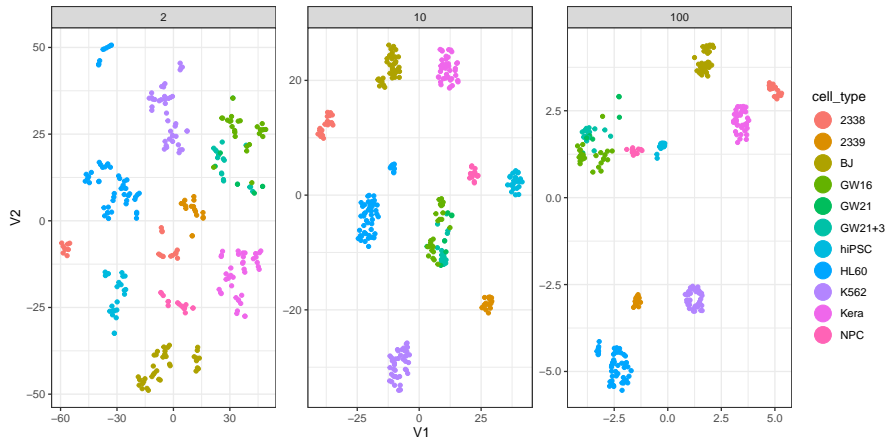 2
10
100
50
25
0
−25
−50
20
0
−20
2.5
0.0
−2.5
−5.0
−60
−30
0
30
−25
0
25
−2.5
0.0
2.5
5.0
V1
V2
cell_type
2338
2339
BJ
GW16
GW21
GW21+3
hiPSC
HL60
K562
Kera
NPC